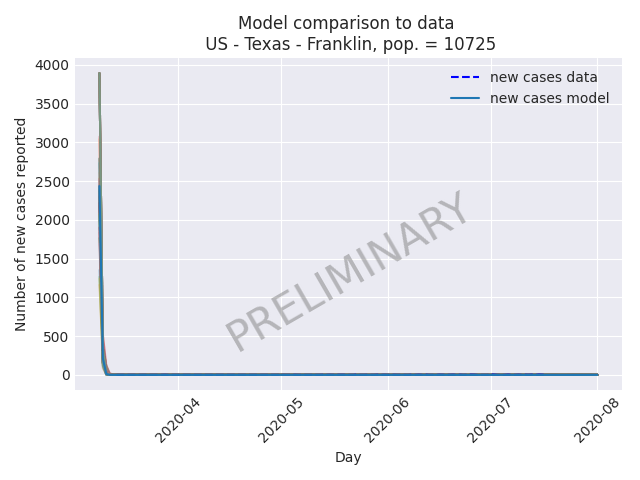 Model comparison to data
US - Texas - Franklin, pop. = 10725
4000
3500
3000
2500
2000
1500
1000
500
0
Number of new cases reported
new cases data
new cases model
PRELIMINARY
2020-04
2020-05
2020-06
2020-07
2020-08
Day